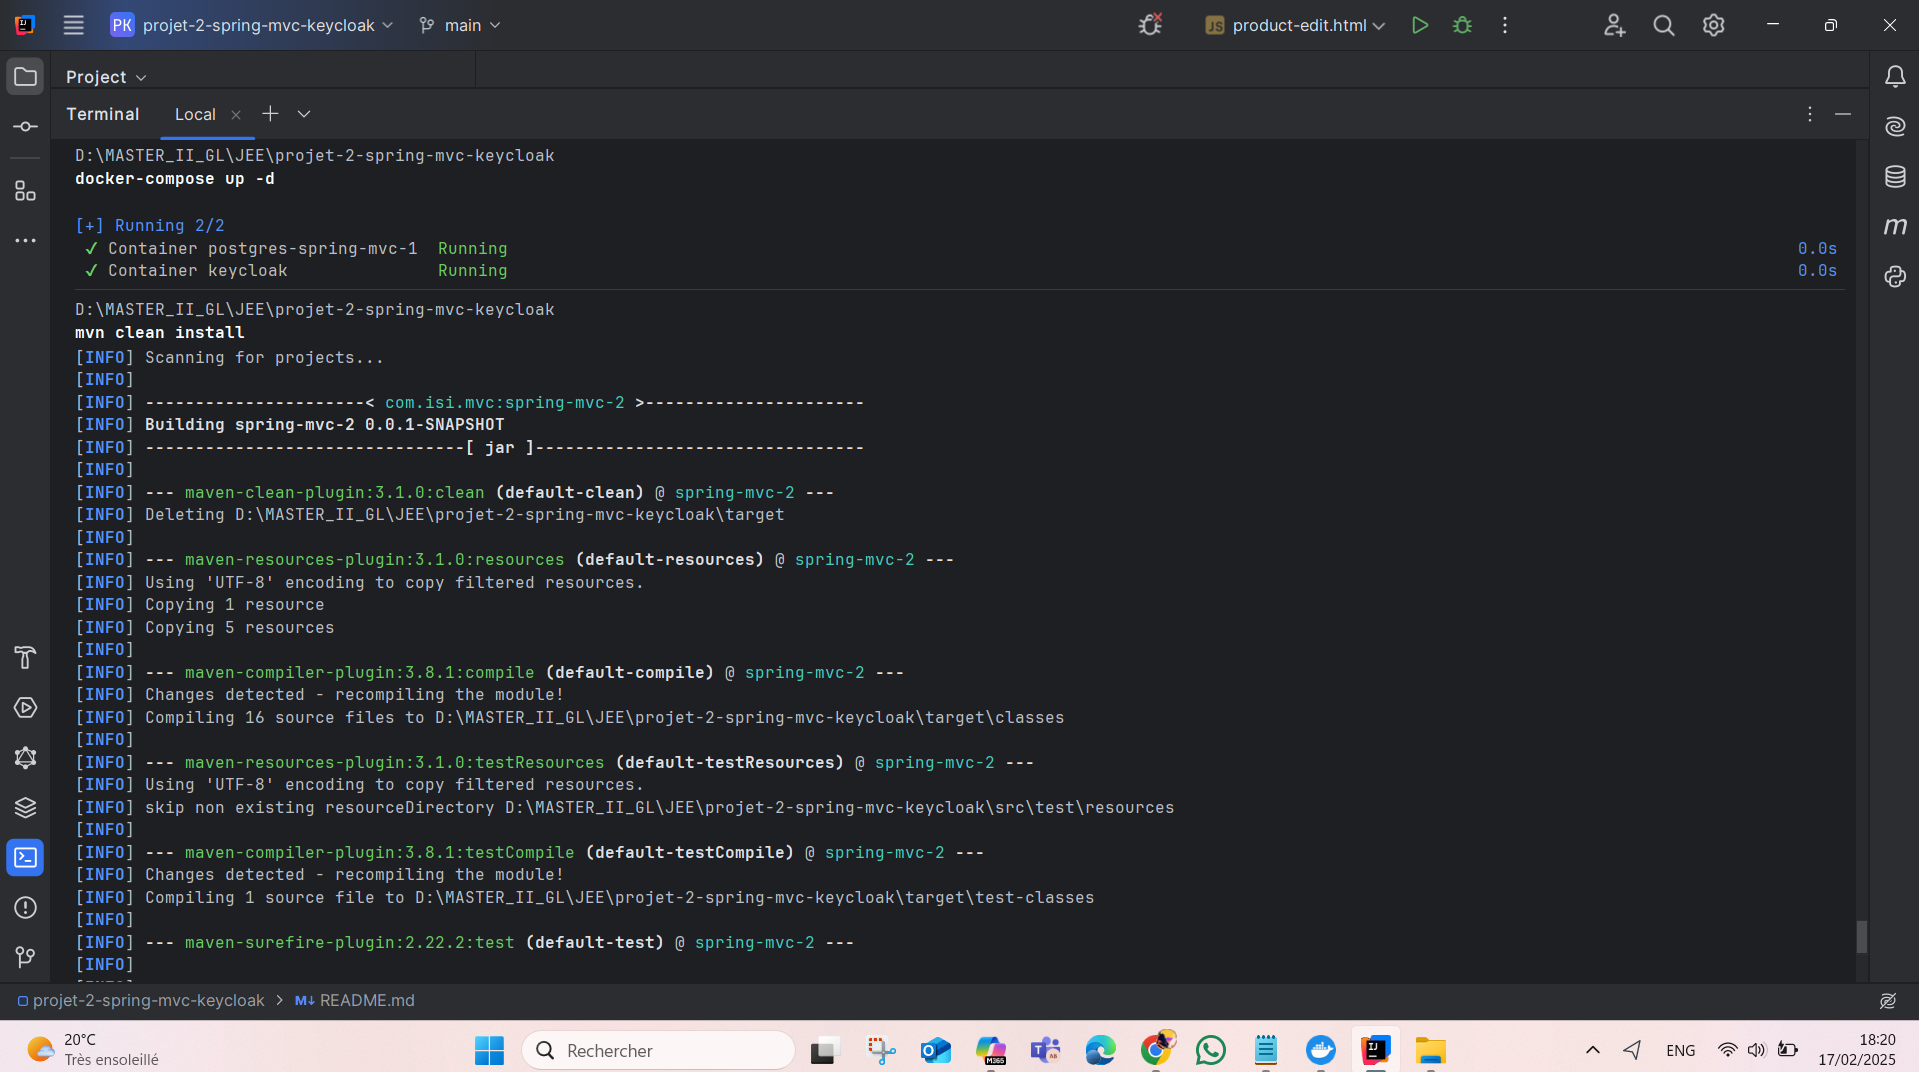 PK projet-2-spring-mvc-keycloak main JS product-edit.html
Project
Terminal Local
D:\MASTER_II_GL\JEE\projet-2-spring-mvc-keycloak
docker-compose up -d
[+] Running 2/2
✓ Container postgres-spring-mvc-1 Running 0.0s
✓ Container keycloak Running 0.0s
D:\MASTER_II_GL\JEE\projet-2-spring-mvc-keycloak
mvn clean install
[INFO] Scanning for projects...
[INFO]
[INFO] ----------------------< com.isi.mvc:spring-mvc-2 >----------------------
[INFO] Building spring-mvc-2 0.0.1-SNAPSHOT
[INFO] --------------------------------[ jar ]---------------------------------
[INFO]
[INFO] --- maven-clean-plugin:3.1.0:clean (default-clean) @ spring-mvc-2 ---
[INFO] Deleting D:\MASTER_II_GL\JEE\projet-2-spring-mvc-keycloak\target
[INFO]
[INFO] --- maven-resources-plugin:3.1.0:resources (default-resources) @ spring-mvc-2 ---
[INFO] Using 'UTF-8' encoding to copy filtered resources.
[INFO] Copying 1 resource
[INFO] Copying 5 resources
[INFO]
[INFO] --- maven-compiler-plugin:3.8.1:compile (default-compile) @ spring-mvc-2 ---
[INFO] Changes detected - recompiling the module!
[INFO] Compiling 16 source files to D:\MASTER_II_GL\JEE\projet-2-spring-mvc-keycloak\target\classes
[INFO]
[INFO] --- maven-resources-plugin:3.1.0:testResources (default-testResources) @ spring-mvc-2 ---
[INFO] Using 'UTF-8' encoding to copy filtered resources.
[INFO] skip non existing resourceDirectory D:\MASTER_II_GL\JEE\projet-2-spring-mvc-keycloak\src\test\resources
[INFO]
[INFO] --- maven-compiler-plugin:3.8.1:testCompile (default-testCompile) @ spring-mvc-2 ---
[INFO] Changes detected - recompiling the module!
[INFO] Compiling 1 source file to D:\MASTER_II_GL\JEE\projet-2-spring-mvc-keycloak\target\test-classes
[INFO]
[INFO] --- maven-surefire-plugin:2.22.2:test (default-test) @ spring-mvc-2 ---
[INFO]
projet-2-spring-mvc-keycloak > M↓ README.md
20°C
Très ensoleillé
Rechercher
ENG
18:20
17/02/2025